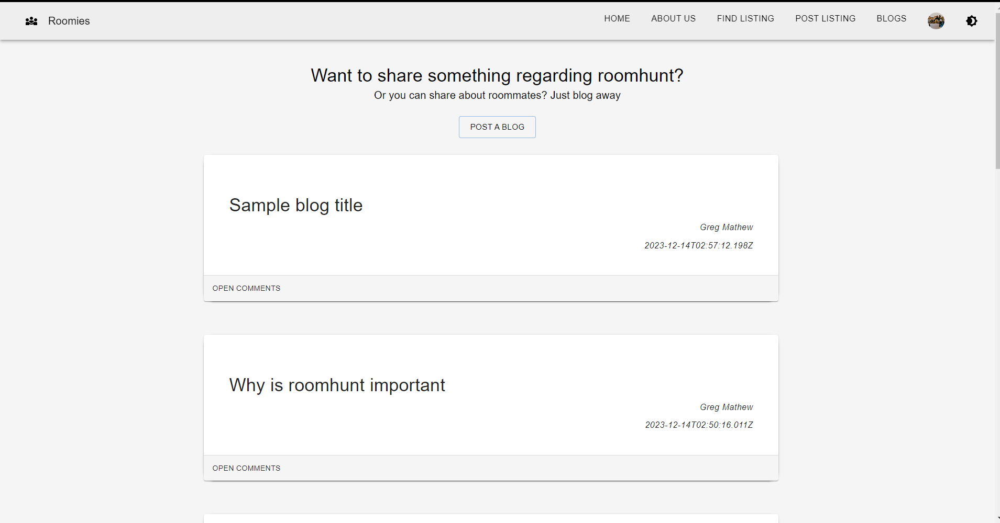 Roomies
HOME
ABOUT US
FIND LISTING
POST LISTING
BLOGS
Want to share something regarding roomhunt?
Or you can share about roommates? Just blog away
POST A BLOG
Sample blog title
Greg Mathew
2023-12-14T02:57:12.198Z
OPEN COMMENTS
Why is roomhunt important
Greg Mathew
2023-12-14T02:50:16.011Z
OPEN COMMENTS